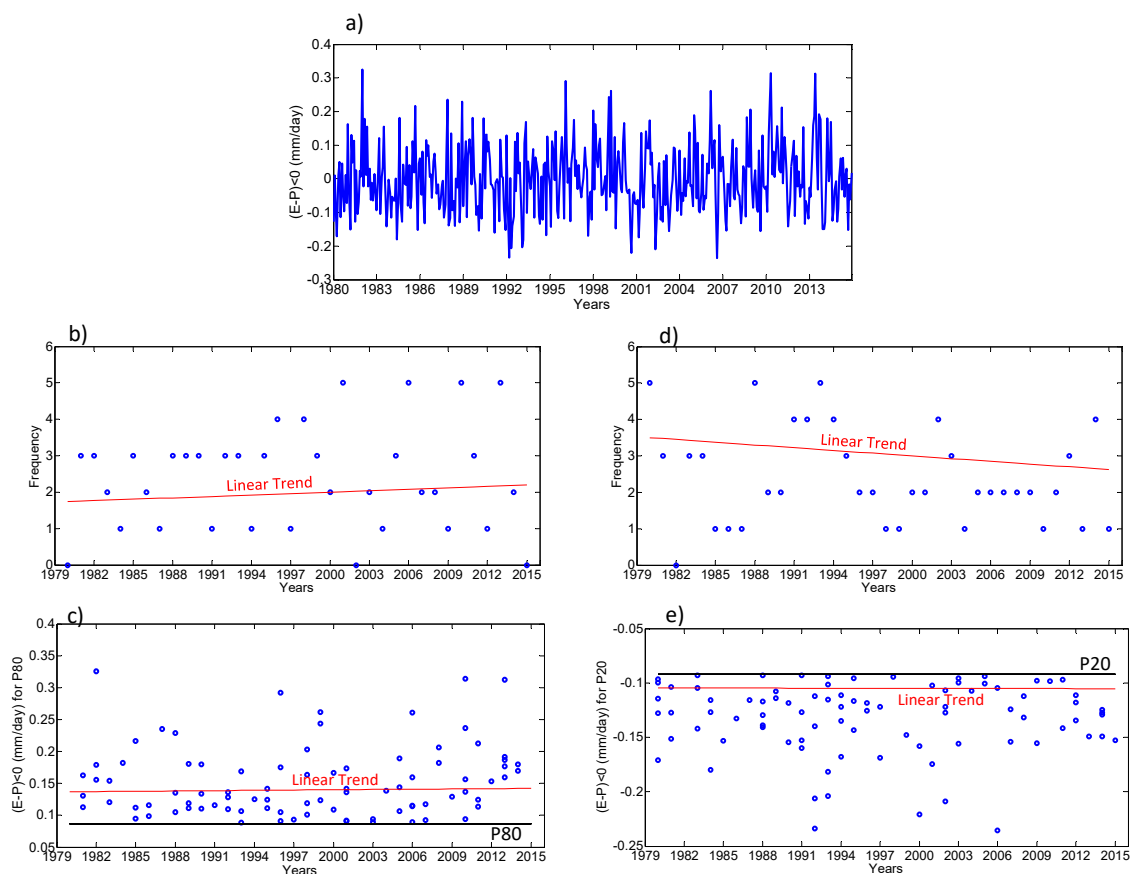 a)
0.4
0.3
0.2
0.1
0
-0.1
-0.2
-0.3
(E-P)<0 (mm/day)
1980 1983 1986 1989 1992 1995 1998 2001 2004 2007 2010 2013
Years
b)
6
5
4
3
2
1
0
Frequency
Linear Trend
1979 1982 1985 1988 1991 1994 1997 2000 2003 2006 2009 2012 2015
Years
d)
6
5
4
3
2
1
0
Frequency
Linear Trend
1979 1982 1985 1988 1991 1994 1997 2000 2003 2006 2009 2012 2015
Years
c)
0.4
0.35
0.3
0.25
0.2
0.15
0.1
0.05
(E-P)<0 (mm/day) for P80
Linear Trend
P80
1979 1982 1985 1988 1991 1994 1997 2000 2003 2006 2009 2012 2015
Years
e)
-0.05
-0.1
-0.15
-0.2
-0.25
(E-P)<0 (mm/day) for P20
P20
Linear Trend
1979 1982 1985 1988 1991 1994 1997 2000 2003 2006 2009 2012 2015
Years